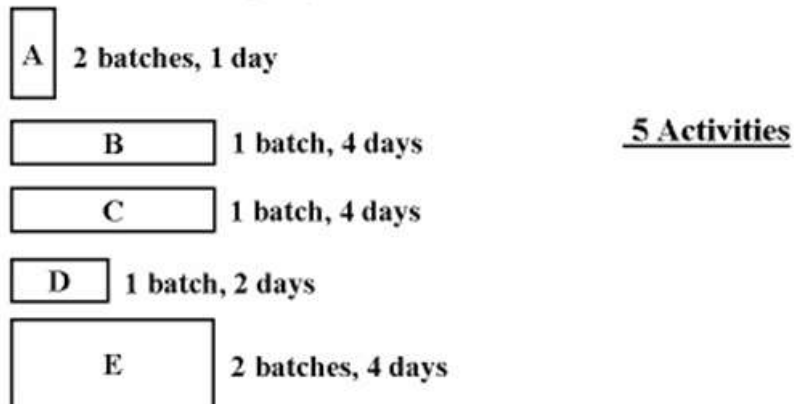 A 2 batches, 1 day
B 1 batch, 4 days
5 Activities
C 1 batch, 4 days
D 1 batch, 2 days
E 2 batches, 4 days